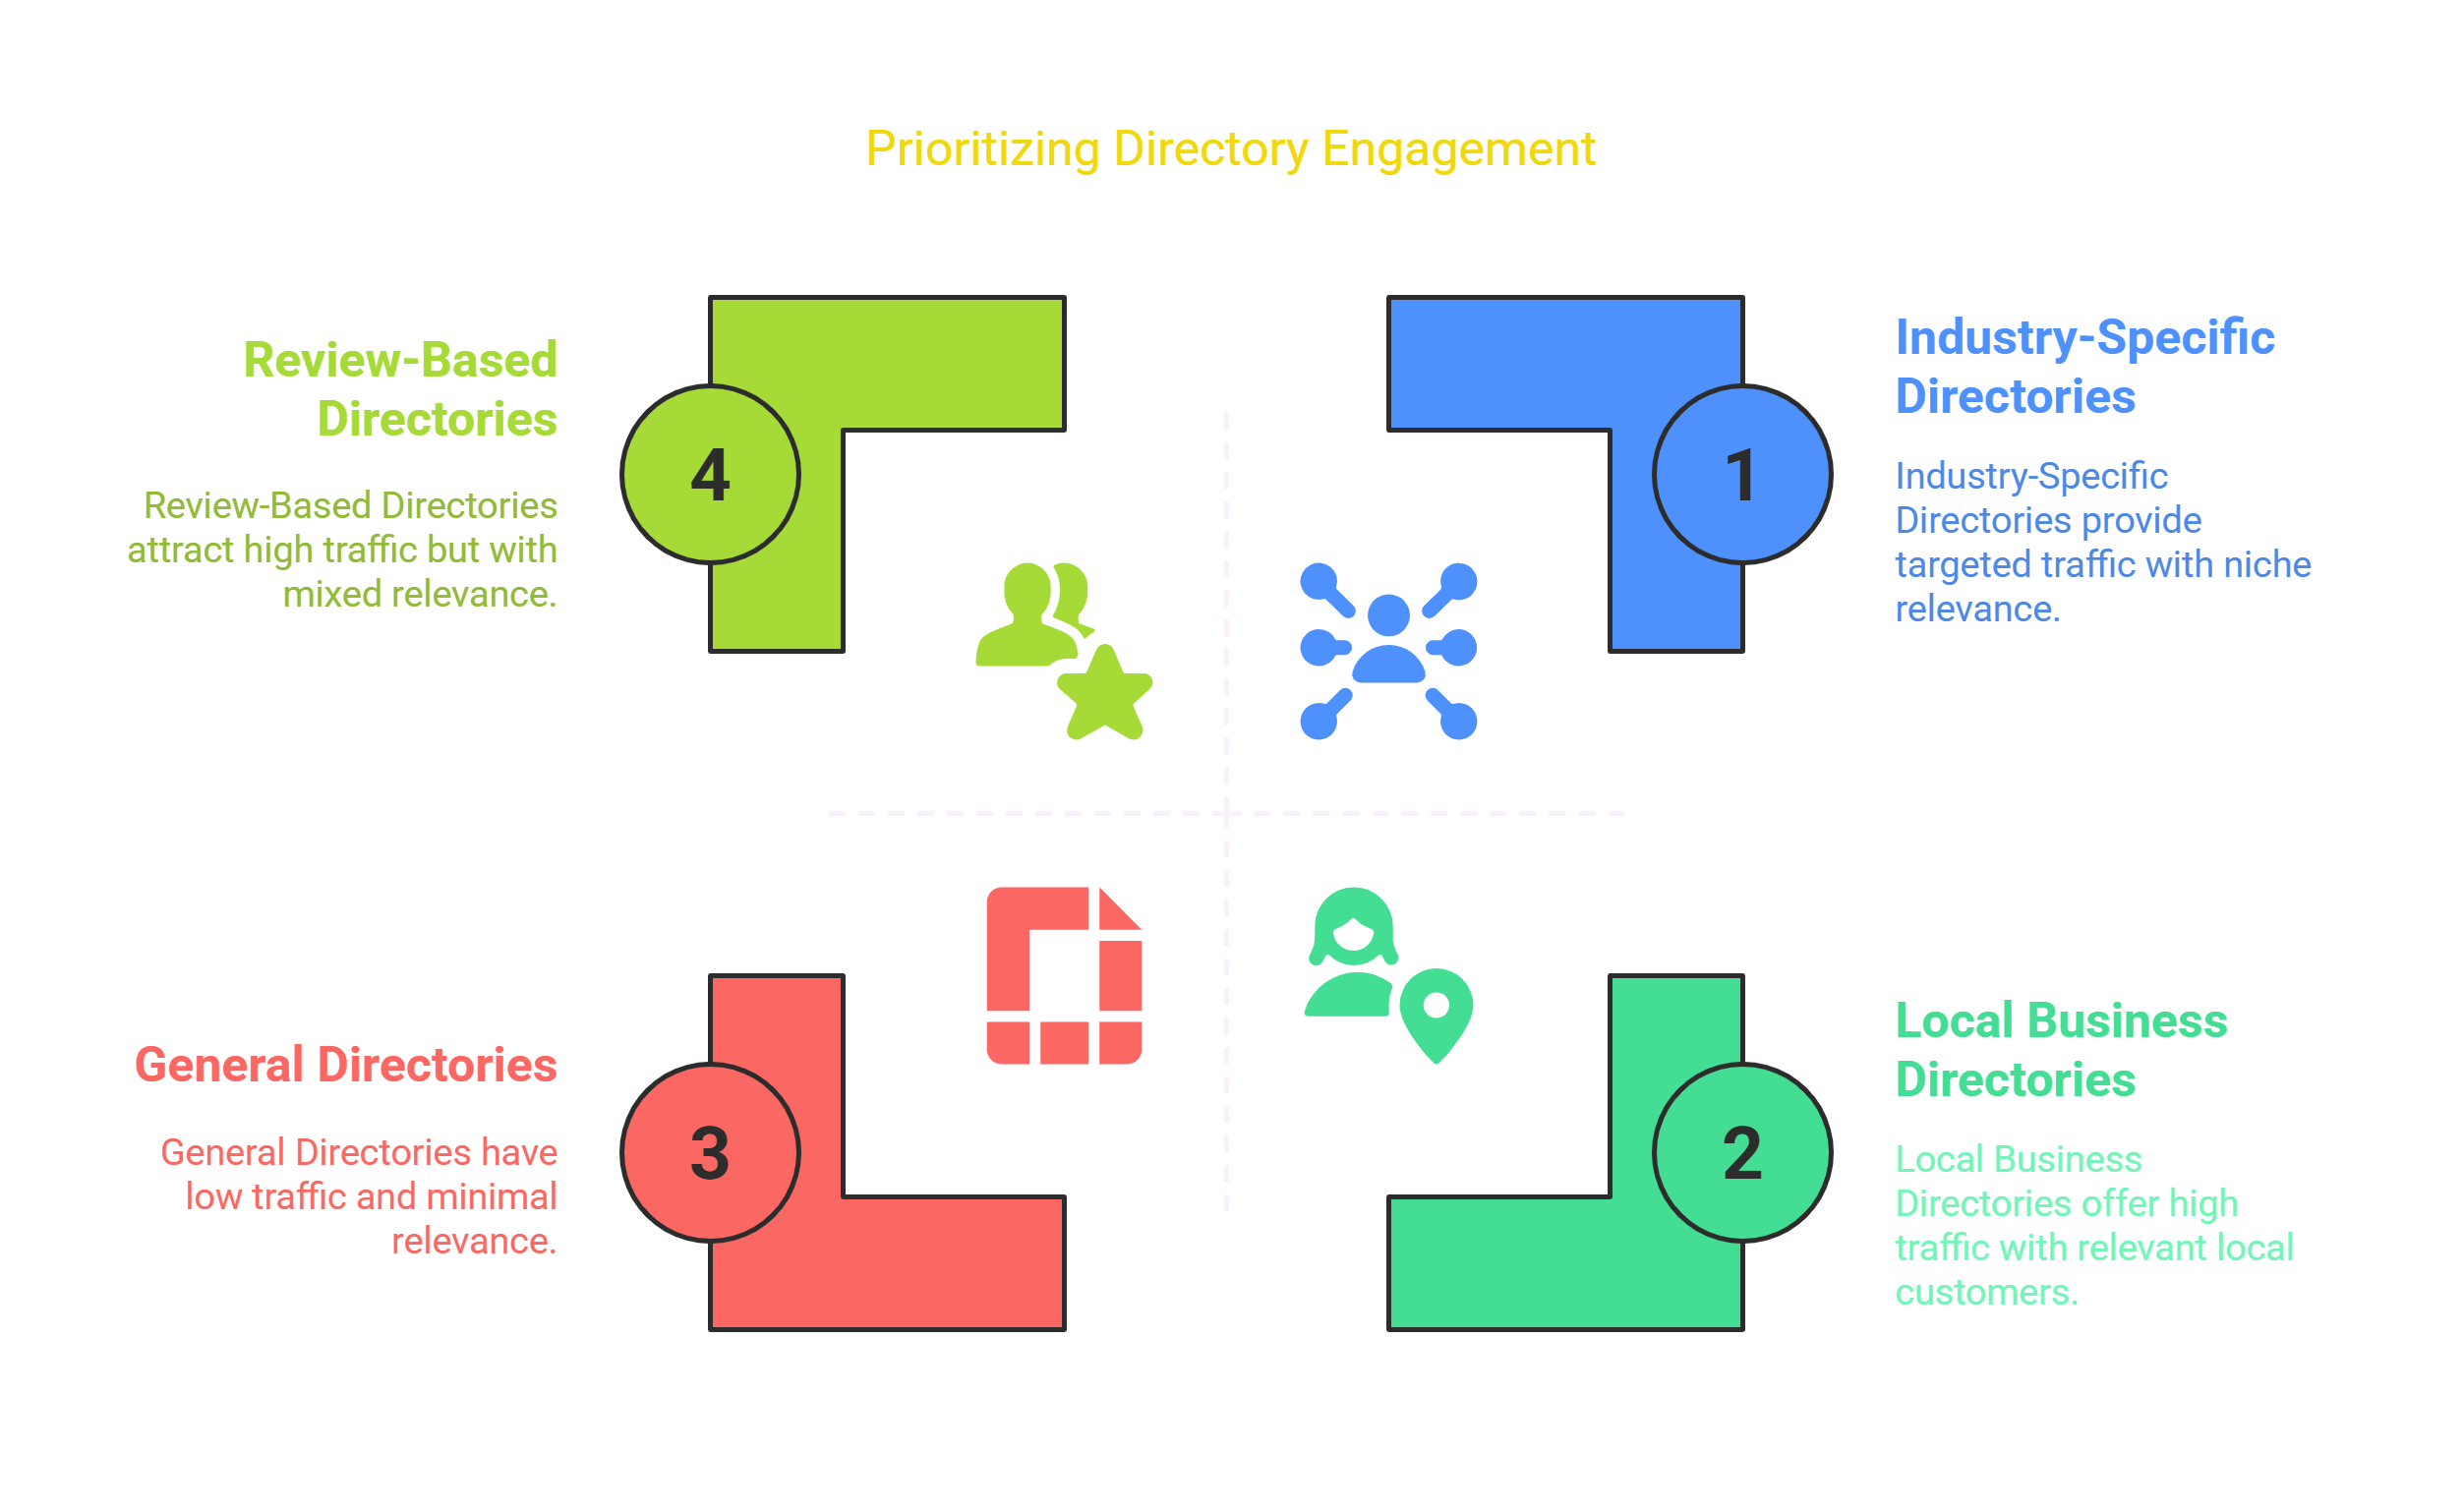 Prioritizing Directory Engagement
Review-Based
Directories
Review-Based Directories
attract high traffic but with
mixed relevance.
4
1
Industry-Specific
Directories
Industry-Specific
Directories provide
targeted traffic with niche
relevance.
General Directories
General Directories have
low traffic and minimal
relevance.
3
2
Local Business
Directories
Local Business
Directories offer high
traffic with relevant local
customers.